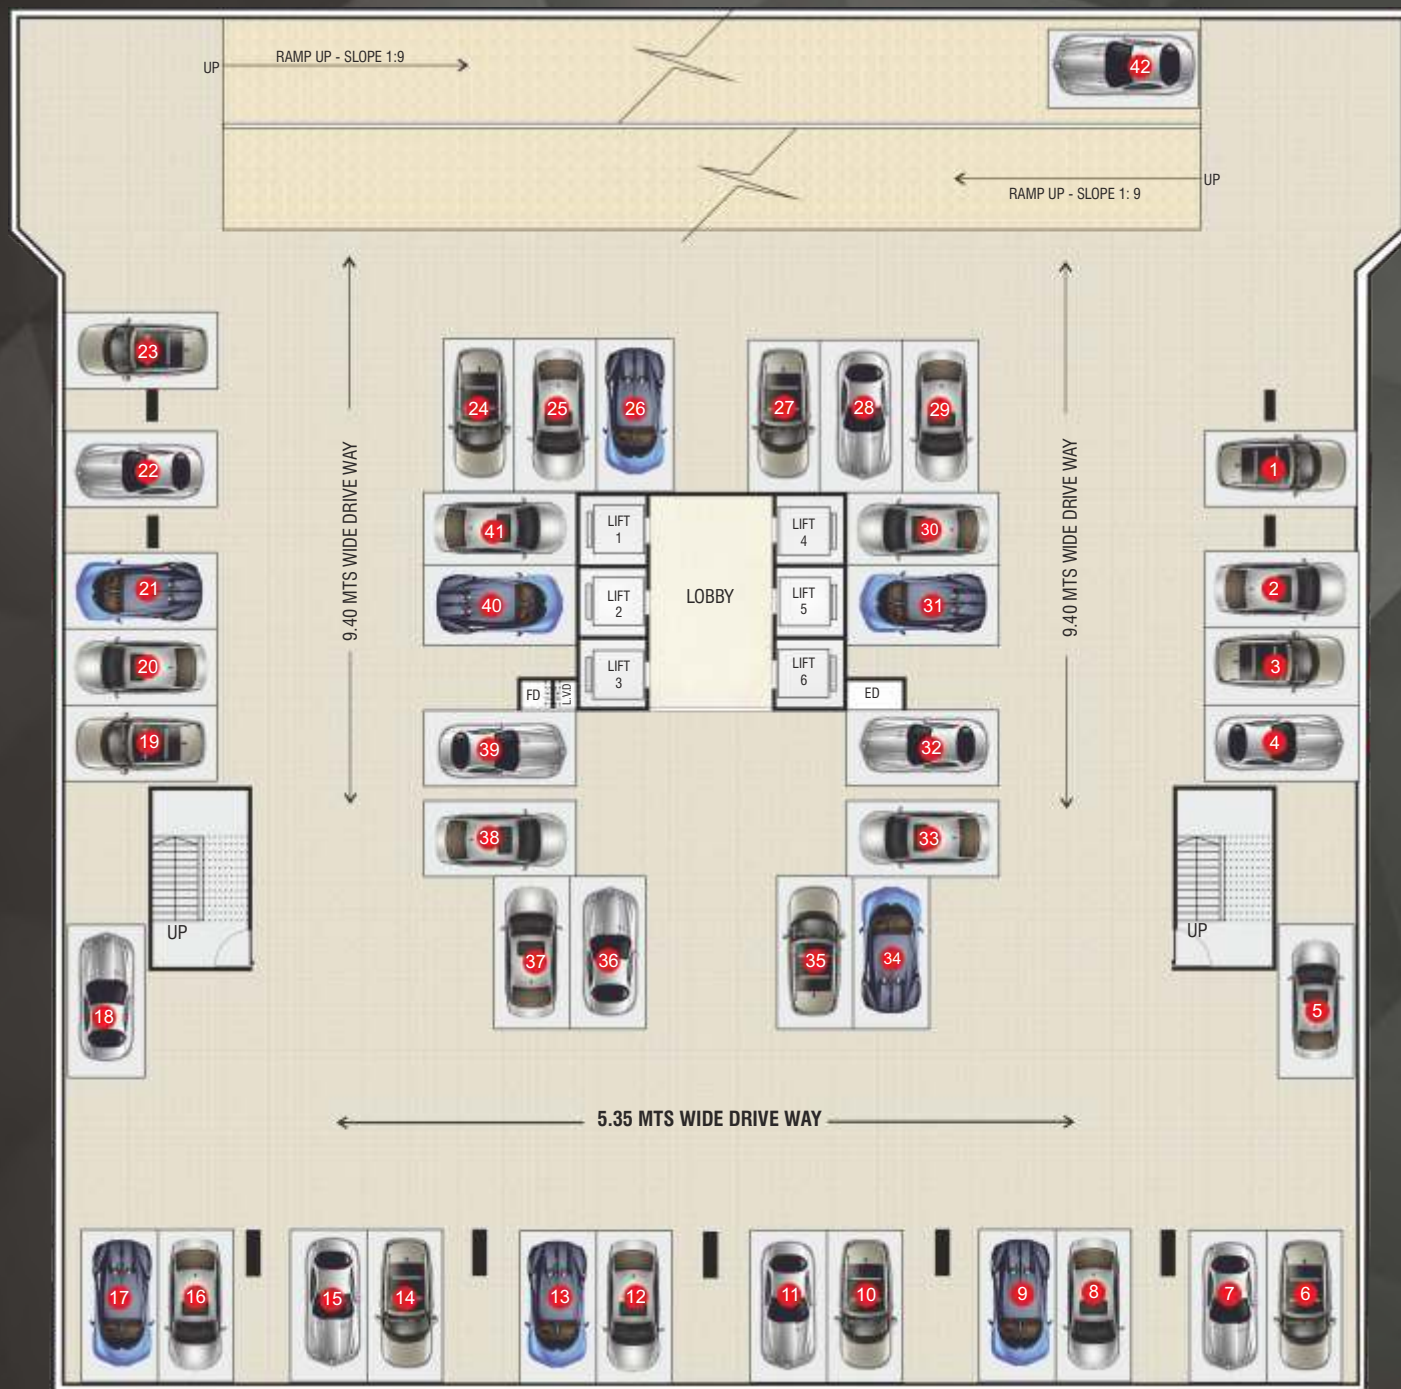 RAMP UP - SLOPE 1:9
UP
42
RAMP UP - SLOPE 1: 9
UP
23
24
25
26
27
28
29
22
1
9.40 MTS WIDE DRIVE WAY
9.40 MTS WIDE DRIVE WAY
41
LIFT
1
LIFT
4
30
21
40
LIFT
2
LOBBY
LIFT
5
31
2
20
LIFT
3
LIFT
6
3
FD
L.V.D
ED
19
39
32
4
38
33
UP
UP
37
36
35
34
18
5
5.35 MTS WIDE DRIVE WAY
17
16
15
14
13
12
11
10
9
8
7
6